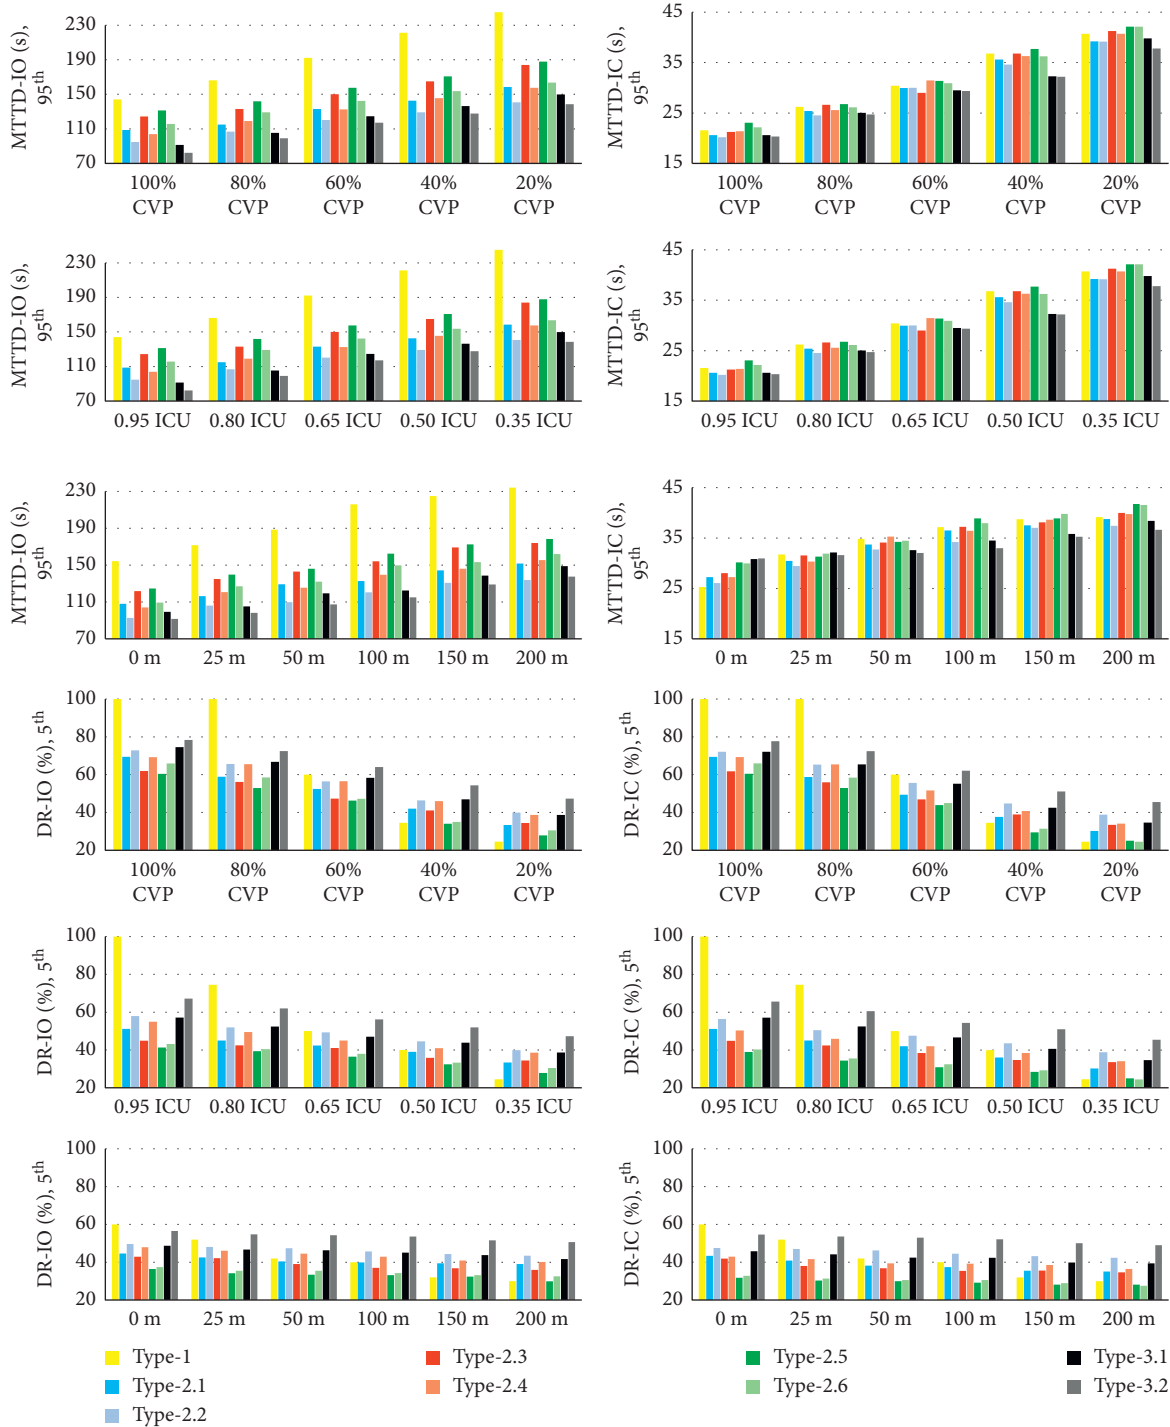 MTTD-IO (s),
95th
230
190
150
110
70
100%
CVP
80%
CVP
60%
CVP
40%
CVP
20%
CVP
MTTD-IC (s),
95th
45
35
25
15
100%
CVP
80%
CVP
60%
CVP
40%
CVP
20%
CVP
MTTD-IO (s),
95th
230
190
150
110
70
0.95 ICU
0.80 ICU
0.65 ICU
0.50 ICU
0.35 ICU
MTTD-IC (s),
95th
45
35
25
15
0.95 ICU
0.80 ICU
0.65 ICU
0.50 ICU
0.35 ICU
MTTD-IO (s),
95th
230
190
150
110
70
0 m
25 m
50 m
100 m
150 m
200 m
MTTD-IC (s),
95th
45
35
25
15
0 m
25 m
50 m
100 m
150 m
200 m
DR-IO (%), 5th
100
80
60
40
20
100%
CVP
80%
CVP
60%
CVP
40%
CVP
20%
CVP
DR-IC (%), 5th
100
80
60
40
20
100%
CVP
80%
CVP
60%
CVP
40%
CVP
20%
CVP
DR-IO (%), 5th
100
80
60
40
20
0.95 ICU
0.80 ICU
0.65 ICU
0.50 ICU
0.35 ICU
DR-IC (%), 5th
100
80
60
40
20
0.95 ICU
0.80 ICU
0.65 ICU
0.50 ICU
0.35 ICU
DR-IO (%), 5th
100
80
60
40
20
0 m
25 m
50 m
100 m
150 m
200 m
DR-IC (%), 5th
100
80
60
40
20
0 m
25 m
50 m
100 m
150 m
200 m
Type-1
Type-2.1
Type-2.2
Type-2.3
Type-2.4
Type-2.5
Type-2.6
Type-3.1
Type-3.2